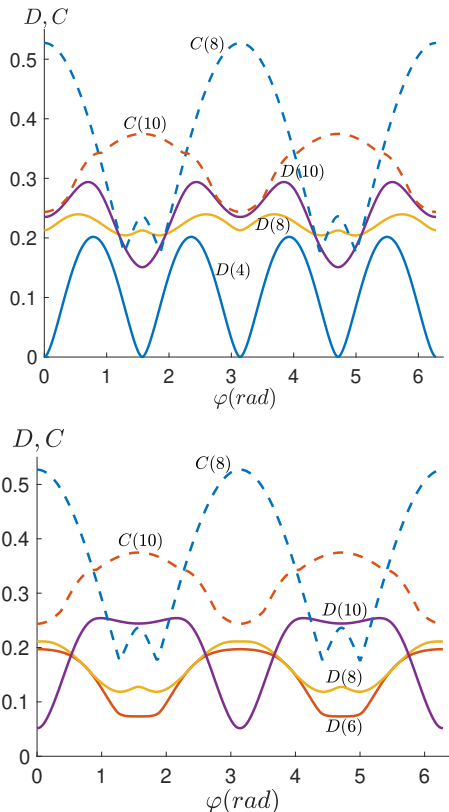 D, C
0.5
0.4
0.3
0.2
0.1
0
C(8)
C(10)
D(10)
D(8)
D(4)
0 1 2 3 4 5 6
φ(rad)
D, C
0.5
0.4
0.3
0.2
0.1
0
C(8)
C(10)
D(10)
D(8)
D(6)
0 1 2 3 4 5 6
φ(rad)